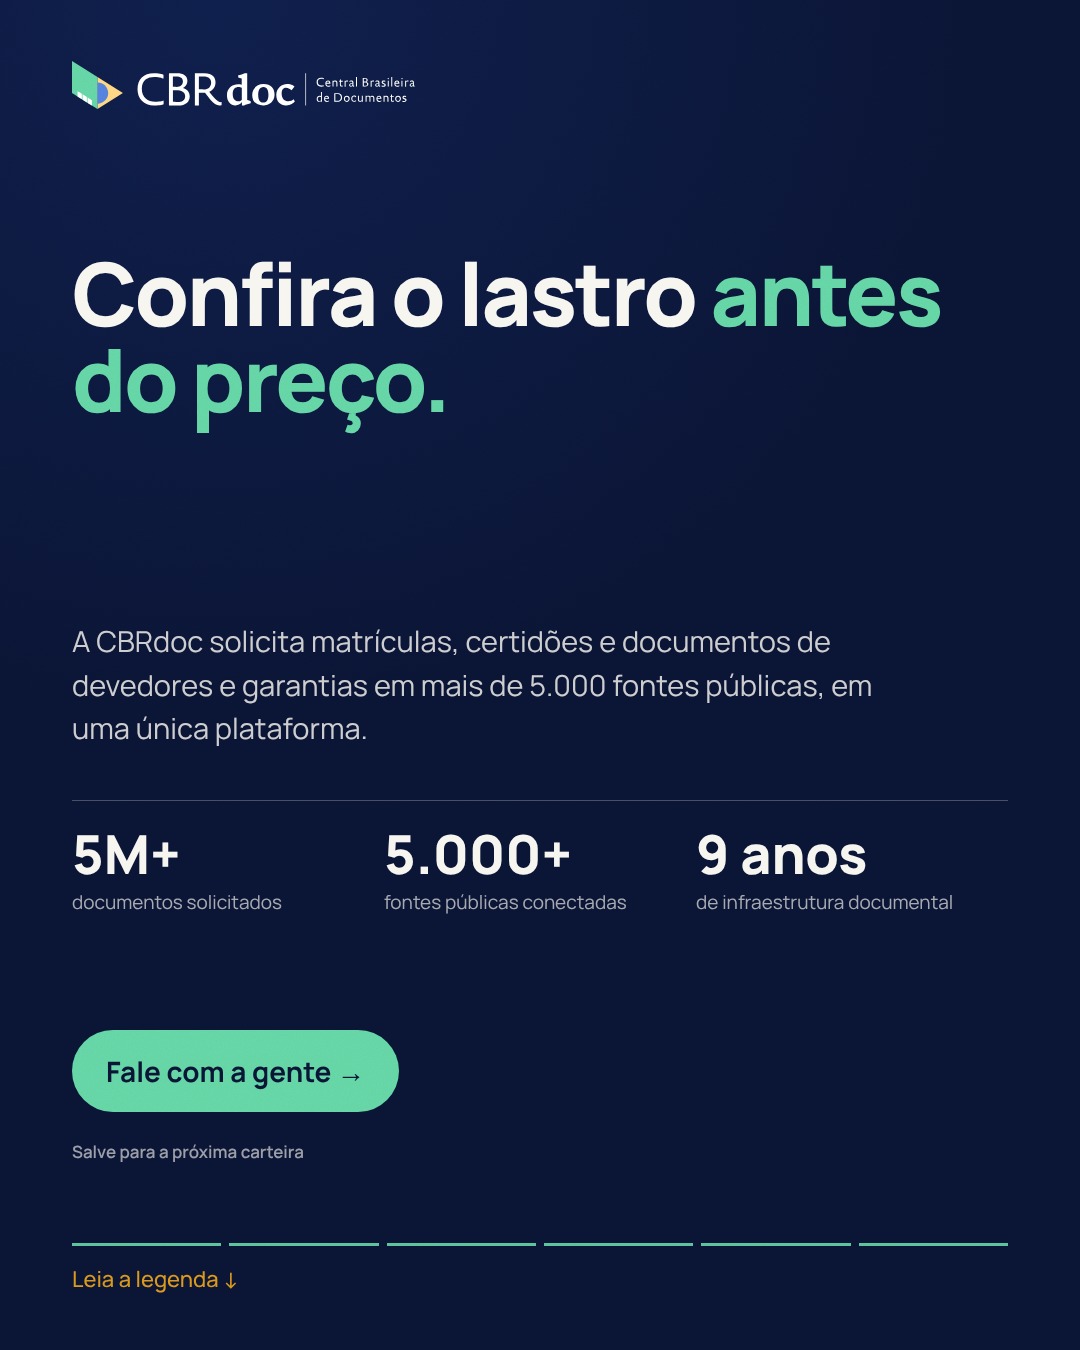 CBRdoc
Central Brasileira
de Documentos
Confira o lastro antes
do preço.
A CBRdoc solicita matrículas, certidões e documentos de
devedores e garantias em mais de 5.000 fontes públicas, em
uma única plataforma.
5M+
documentos solicitados
5.000+
fontes públicas conectadas
9 anos
de infraestrutura documental
Fale com a gente →
Salve para a próxima carteira
Leia a legenda ↓